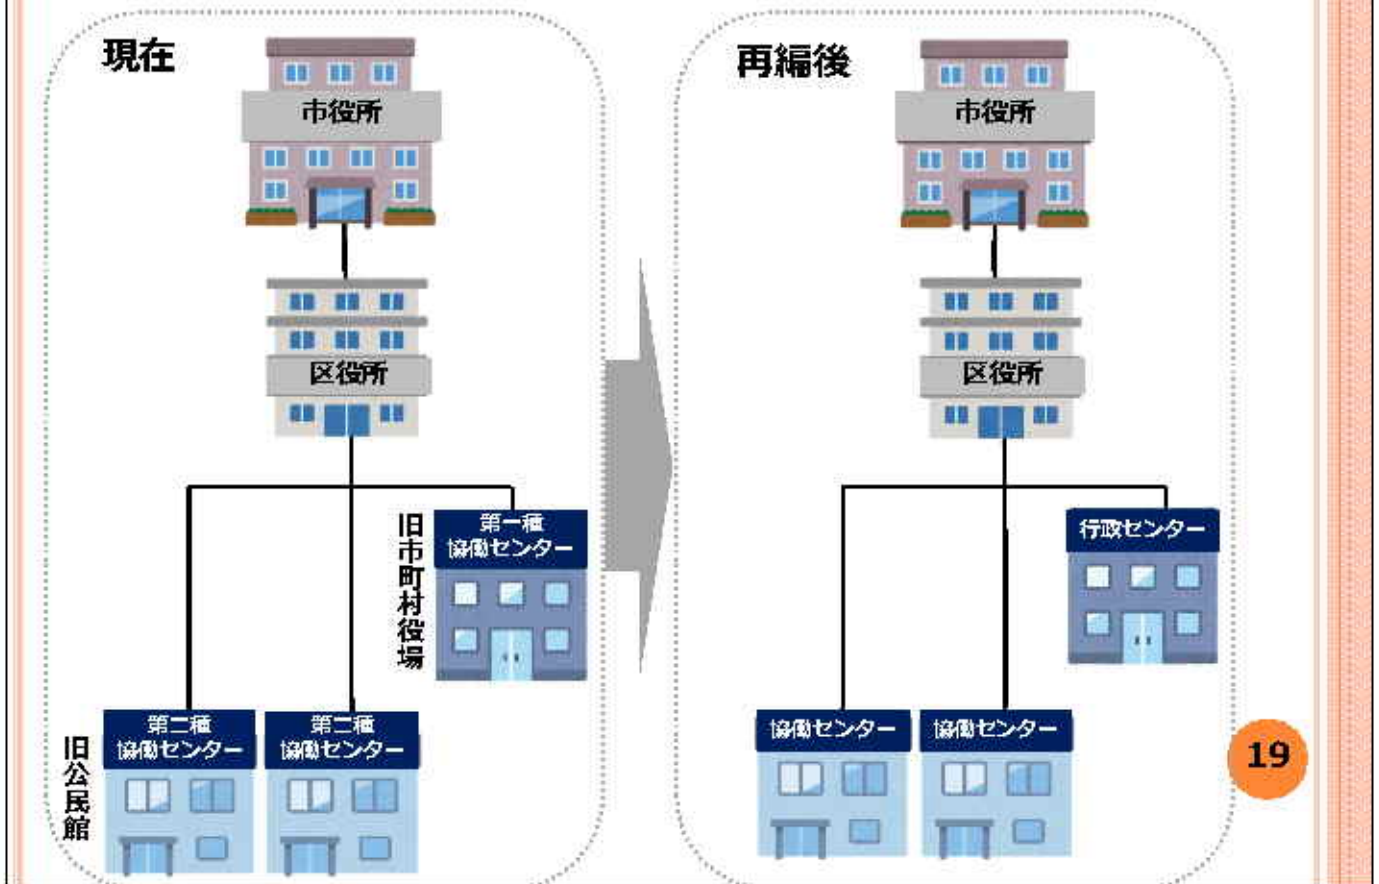 現在
市役所
区役所
旧市町村役場
第一種
協働センター
旧公民館
第二種
協働センター
第二種
協働センター
再編後
市役所
区役所
行政センター
協働センター
協働センター
19